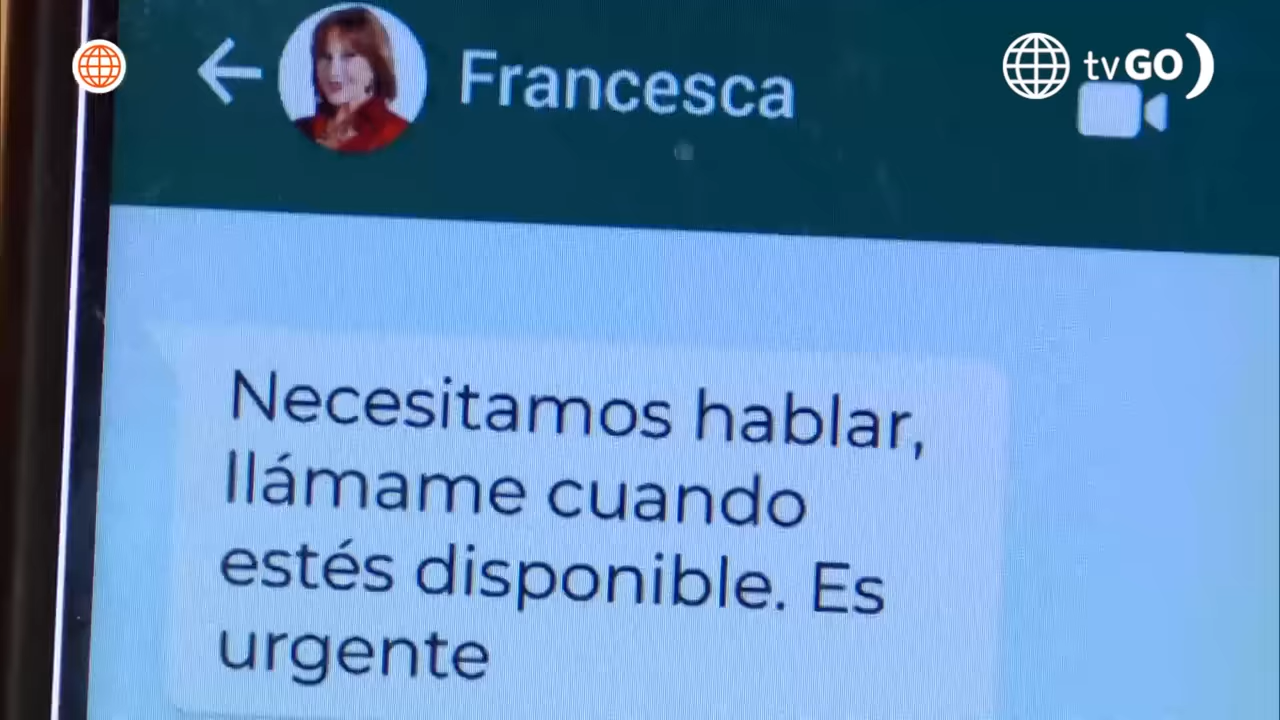 Francesca
tvGO
Necesitamos hablar,
llámame cuando
estés disponible. Es
urgente